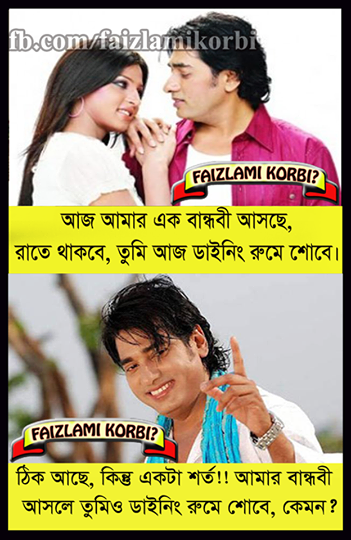 fb.com/faizlamikorbi
FAIZLAMI KORBI?
আজ আমার এক বান্ধবী আসছে,
রাতে থাকবে, তুমি আজ ডাইনিং রুমে শোবে।
FAIZLAMI KORBI?
ঠিক আছে, কিন্তু একটা শর্ত!! আমার বান্ধবী
আসলে তুমিও ডাইনিং রুমে শোবে, কেমন?